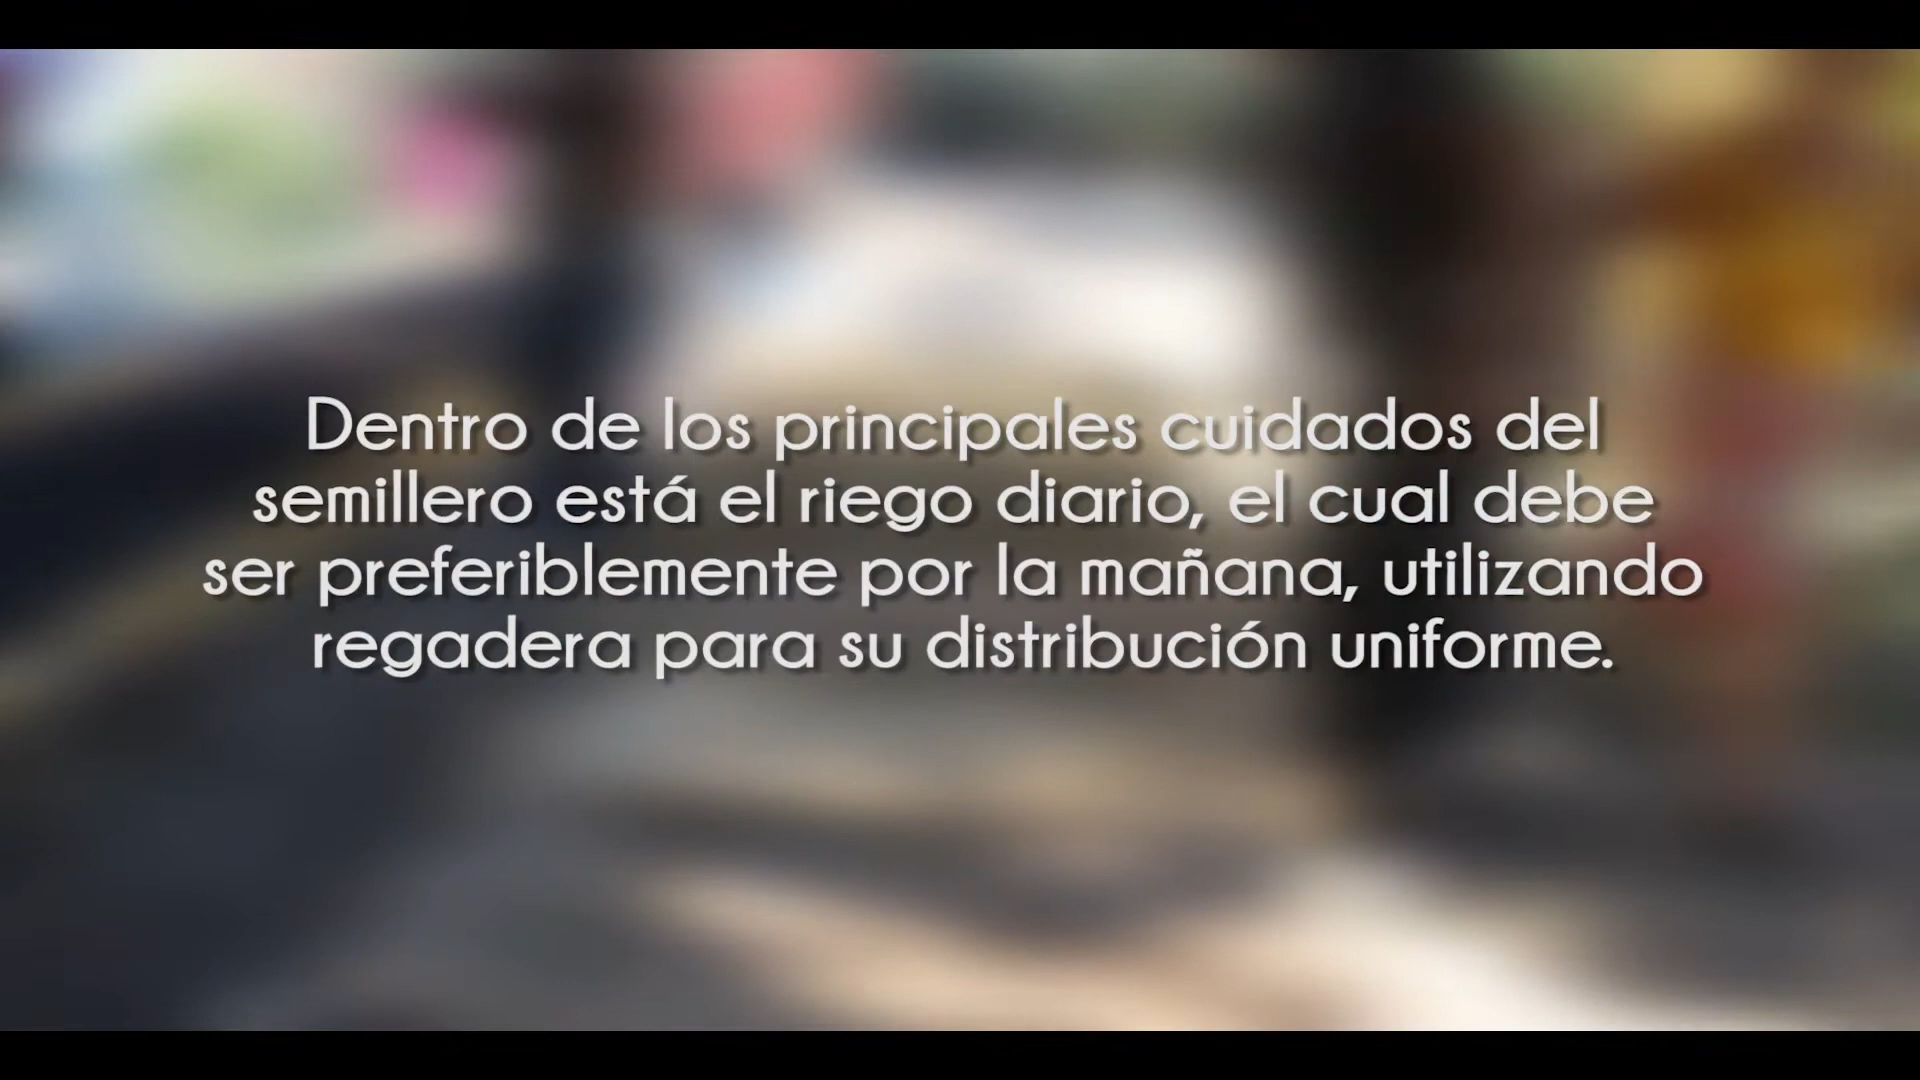 Dentro de los principales cuidados del
semillero está el riego diario, el cual debe
ser preferiblemente por la mañana, utilizando
regadera para su distribución uniforme.